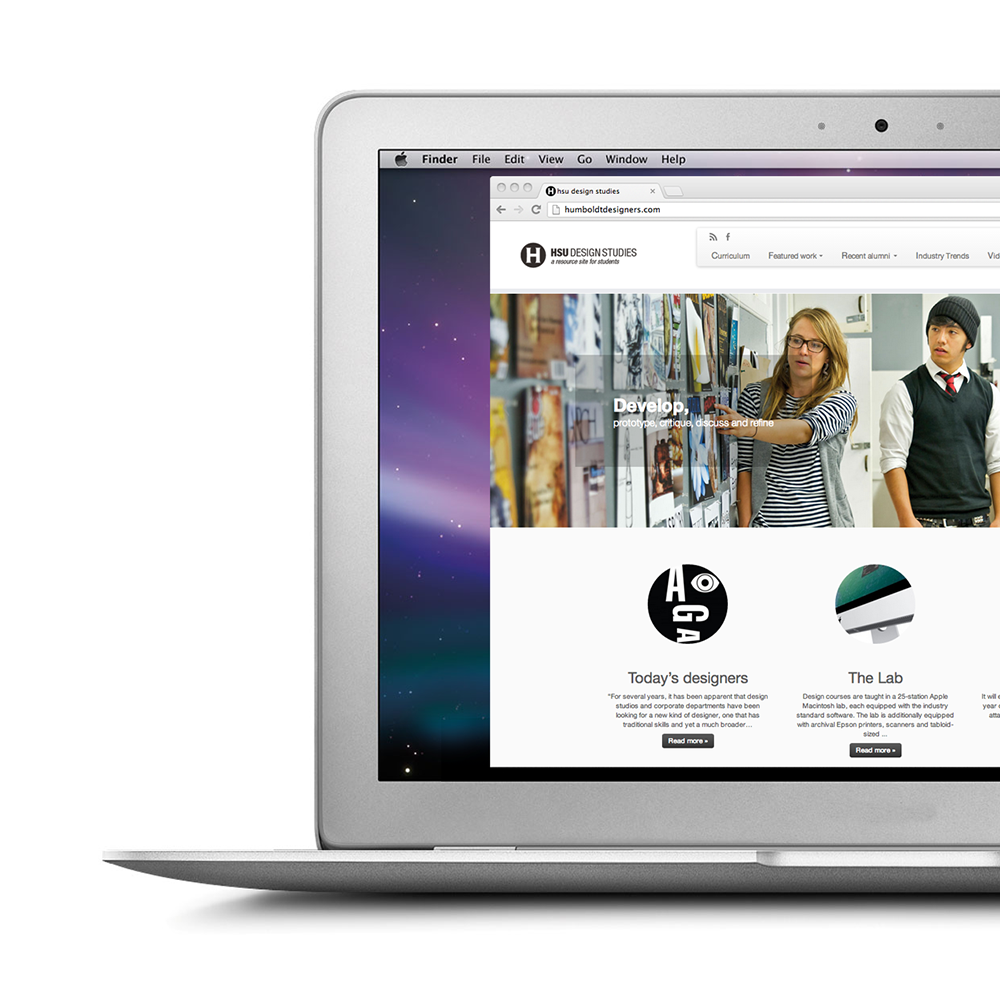 Finder File Edit View Go Window Help
hsu design studies
humboldtdesigners.com
H HSU DESIGN STUDIES
a resource site for students
Curriculum Featured work Recent alumni Industry Trends Vid
Develop,
prototype, critique, discuss and refine
A
GA
Today's designers
"For several years, it has been apparent that design
studios and corporate departments have been
looking for a new kind of designer, one that has
traditional skills and yet a much broader...
Read more »
The Lab
Design courses are taught in a 25-station Apple
Macintosh lab, each equipped with the industry
standard software. The lab is additionally equipped
with archival Epson printers, scanners and tabloid-
sized ...
Read more »
It will e
year
atta